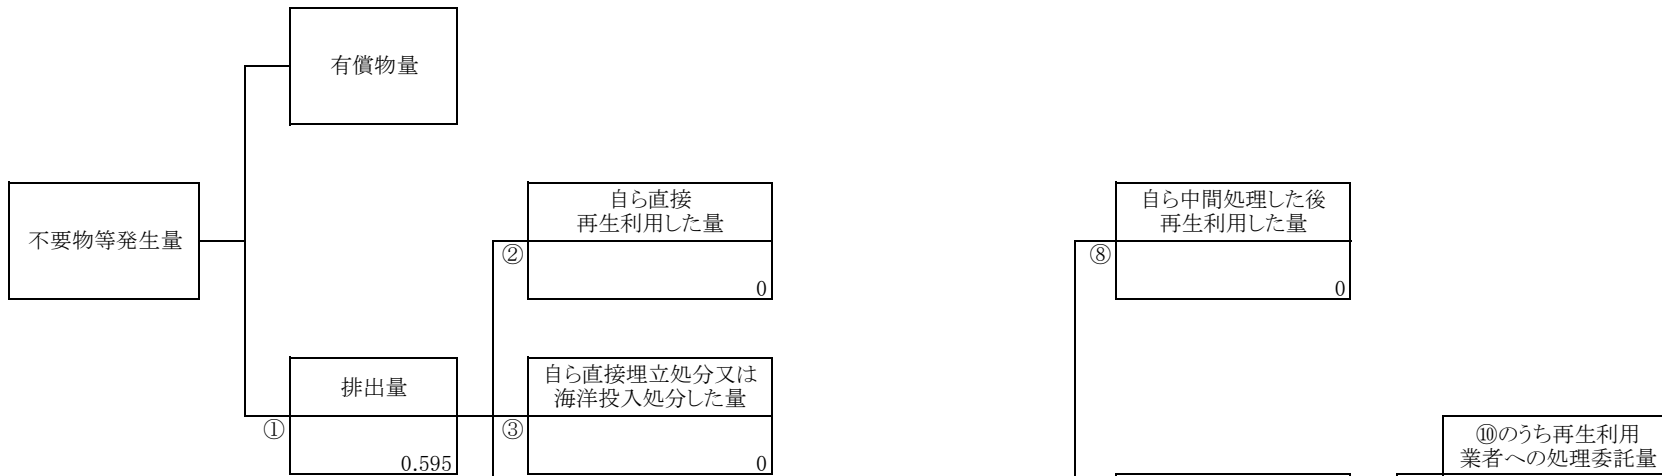 有償物量
不要物等発生量
自ら直接
再生利用した量
②
0
自ら中間処理した後
再生利用した量
⑧
0
排出量
①
0.595
自ら直接埋立処分又は
海洋投入処分した量
③
0
⑩のうち再生利用
業者への処理委託量